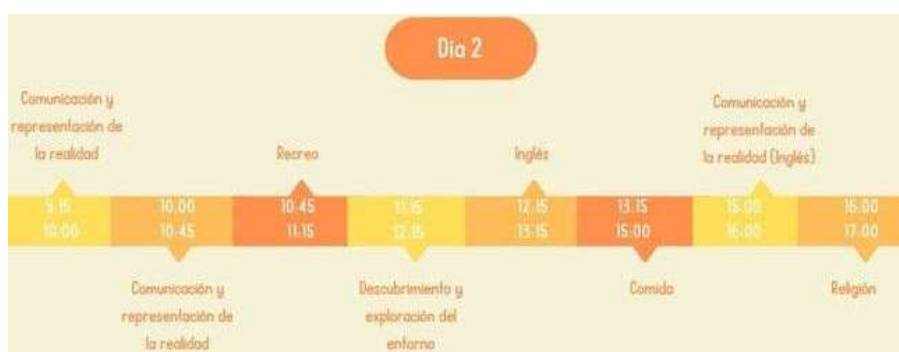 Día 2
Comunicación y
representación de
la realidad
Recreo
Inglés
Comunicación y
representación de
la realidad (Inglés)
9.15
10.00
10.00
10.45
10.45
11.15
11.15
12.15
12.15
13.15
13.15
15.00
15.00
16.00
16.00
17.00
Comunicación y
representación de
la realidad
Descubrimiento y
exploración del
entorno
Comida
Religión